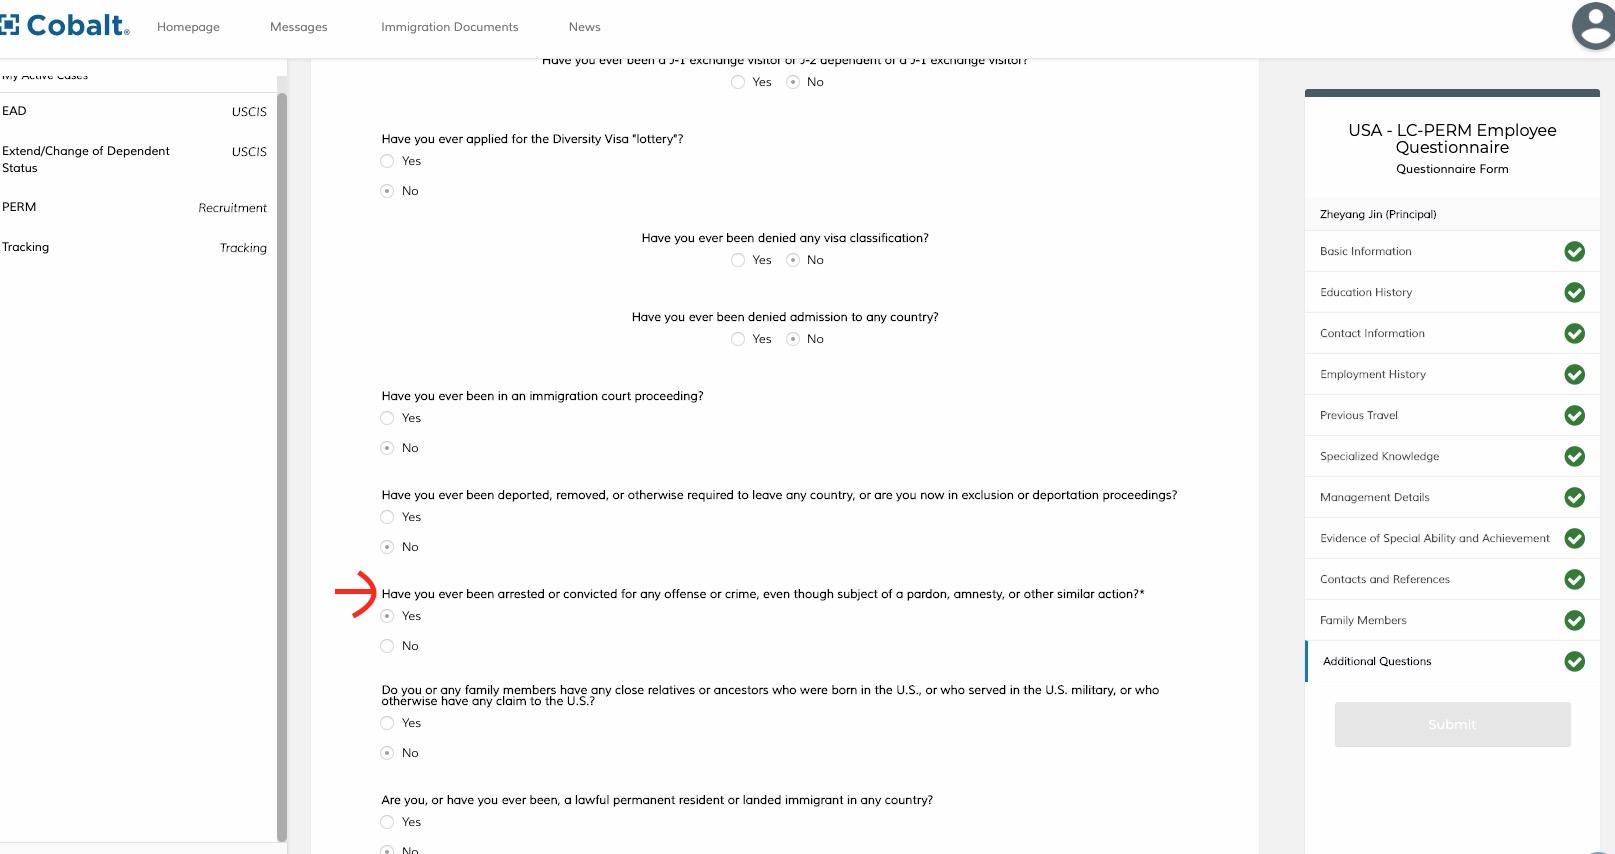 Cobalt®
Homepage
Messages
Immigration Documents
News
My Active Cases
EAD
USCIS
Extend/Change of Dependent Status
USCIS
PERM
Recruitment
Tracking
Tracking
Have you ever been a J-1 exchange visitor or J-2 dependent of a J-1 exchange visitor?
Yes No
Have you ever applied for the Diversity Visa "lottery"?
Yes
No
Have you ever been denied any visa classification?
Yes No
Have you ever been denied admission to any country?
Yes No
Have you ever been in an immigration court proceeding?
Yes
No
Have you ever been deported, removed, or otherwise required to leave any country, or are you now in exclusion or deportation proceedings?
Yes
No
Have you ever been arrested or convicted for any offense or crime, even though subject of a pardon, amnesty, or other similar action?*
Yes
No
Do you or any family members have any close relatives or ancestors who were born in the U.S., or who served in the U.S. military, or who
otherwise have any claim to the U.S.?
Yes
No
Are you, or have you ever been, a lawful permanent resident or landed immigrant in any country?
Yes
No
USA - LC-PERM Employee
Questionnaire
Questionnaire Form
Zheyang Jin (Principal)
Basic Information
Education History
Contact Information
Employment History
Previous Travel
Specialized Knowledge
Management Details
Evidence of Special Ability and Achievement
Contacts and References
Family Members
Additional Questions
Submit